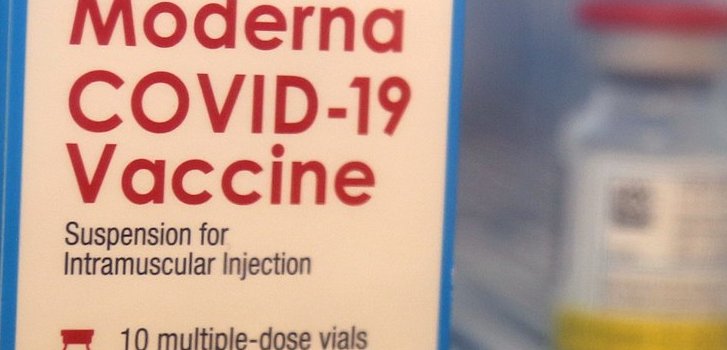 Moderna
COVID-19
Vaccine
Suspension for
Intramuscular Injection
10 multiple-dose vials